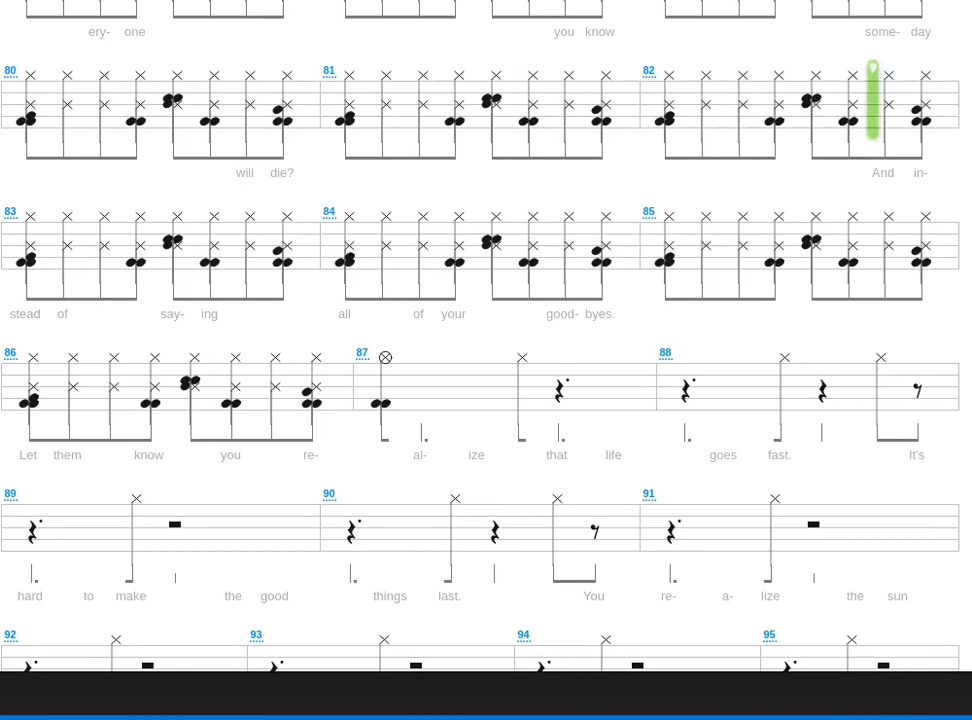 ery- one you know some- day
80 81 82
will die? And in-
83 84 85
stead of say- ing all of your good- byes.
86 87 88
Let them know you re- al- ize that life goes fast. It's
89 90 91
hard to make the good things last. You re- a- lize the sun
92 93 94 95